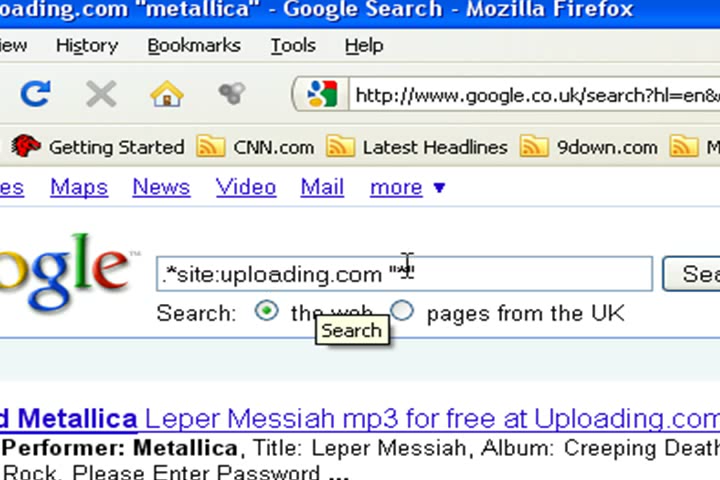 oading.com "metallica" - Google Search - Mozilla Firefox
iew History Bookmarks Tools Help
http://www.google.co.uk/search?hl=en&
Getting Started CNN.com Latest Headlines 9down.com M
es Maps News Video Mail more ▼
ogle™ .*site:uploading.com "*" Sea
Search: the web pages from the UK
Search
d Metallica Leper Messiah mp3 for free at Uploading.com
Performer: Metallica, Title: Leper Messiah, Album: Creeping Death
Rock. Please Enter Password ...